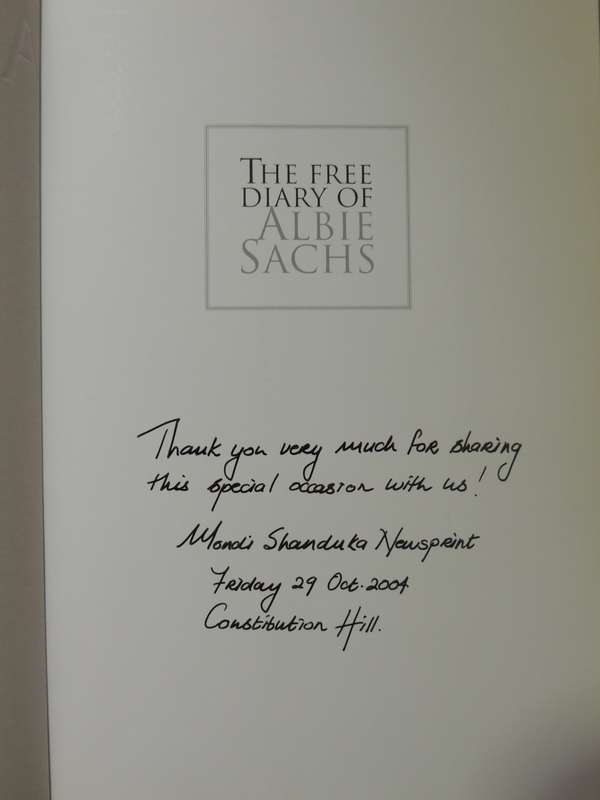 THE FREE
DIARY OF
ALBIE
SACHS
Thank you very much for sharing
this special occasion with us!
Mondi Shanduka Newsprint
Friday 29 Oct. 2004
Constitution Hill.